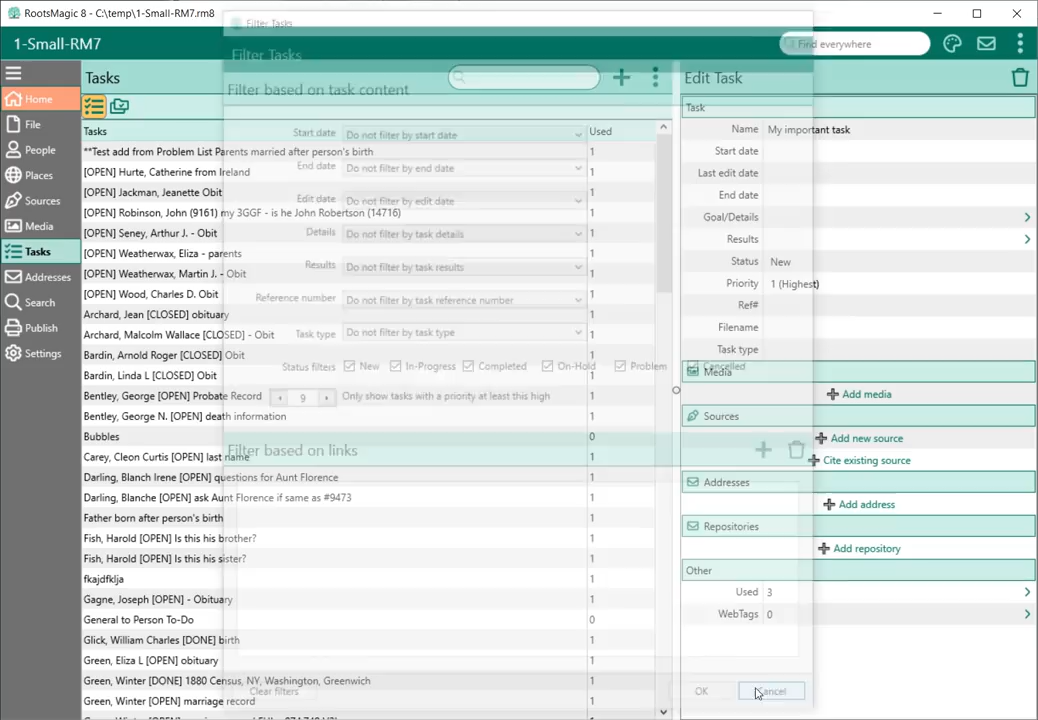 RootsMagic 8 - C:\temp\1-Small-RM7.rm8
Filter Tasks
1-Small-RM7
Find everywhere
Filter Tasks
Tasks
Edit Task
Filter based on task content
Home
File
People
Places
Sources
Media
Tasks
Addresses
Search
Publish
Settings
Tasks
Used
**Test add from Problem List Parents married after person's birth
1
[OPEN] Hurte, Catherine from Ireland
1
[OPEN] Jackman, Jeanette Obit
1
[OPEN] Robinson, John (9161) my 3GGF - is he John Robertson (14716)
1
[OPEN] Seney, Arthur J. - Obit
1
[OPEN] Weatherwax, Eliza - parents
1
[OPEN] Weatherwax, Martin J. - Obit
1
[OPEN] Wood, Charles D. Obit
1
Archard, Jean [CLOSED] obituary
1
Archard, Malcolm Wallace [CLOSED] - Obit
1
Bardin, Arnold Roger [CLOSED] Obit
1
Bardin, Linda L [CLOSED] Obit
1
Bentley, George [OPEN] Probate Record
1
Bentley, George N. [OPEN] death information
1
Bubbles
0
Carey, Cleon Curtis [OPEN] last name
1
Darling, Blanch Irene [OPEN] questions for Aunt Florence
1
Darling, Blanche [OPEN] ask Aunt Florence if same as #9473
1
Father born after person's birth
1
Fish, Harold [OPEN] Is this his brother?
1
Fish, Harold [OPEN] Is this his sister?
1
fkajdfklja
1
Gagne, Joseph [OPEN] - Obituary
1
General to Person To-Do
0
Glick, William Charles [DONE] birth
1
Green, Eliza L [OPEN] obituary
1
Green, Winter [DONE] 1880 Census, NY, Washington, Greenwich
1
Green, Winter [OPEN] marriage record
1
Start date
Do not filter by start date
End date
Do not filter by end date
Edit date
Do not filter by edit date
Details
Do not filter by task details
Results
Do not filter by task results
Reference number
Do not filter by task reference number
Task type
Do not filter by task type
Status filters
New
In-Progress
Completed
On-Hold
Problem
Cancelled
9
Only show tasks with a priority at least this high
Filter based on links
Clear filters
OK
Cancel
Task
Name My important task
Start date
Last edit date
End date
Goal/Details
Results
Status New
Priority 1 (Highest)
Ref#
Filename
Task type
Media
Add media
Sources
Add new source
Cite existing source
Addresses
Add address
Repositories
Add repository
Other
Used 3
WebTags 0